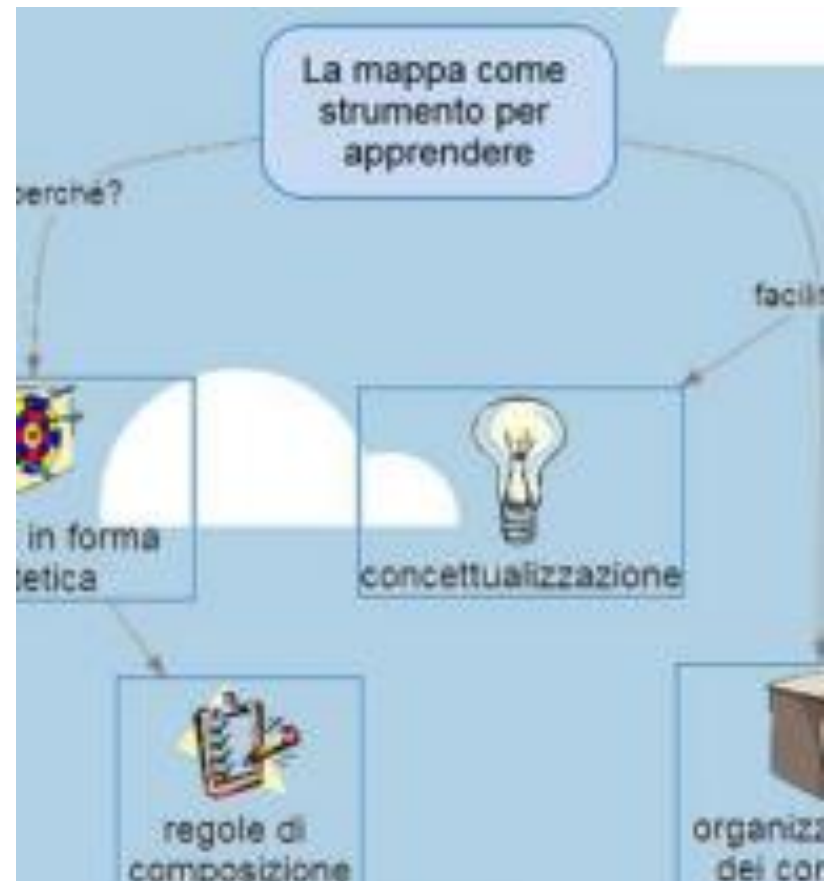 La mappa come
strumento per
apprendere
perché?
in forma
concettualizzazione
regole di
composizione